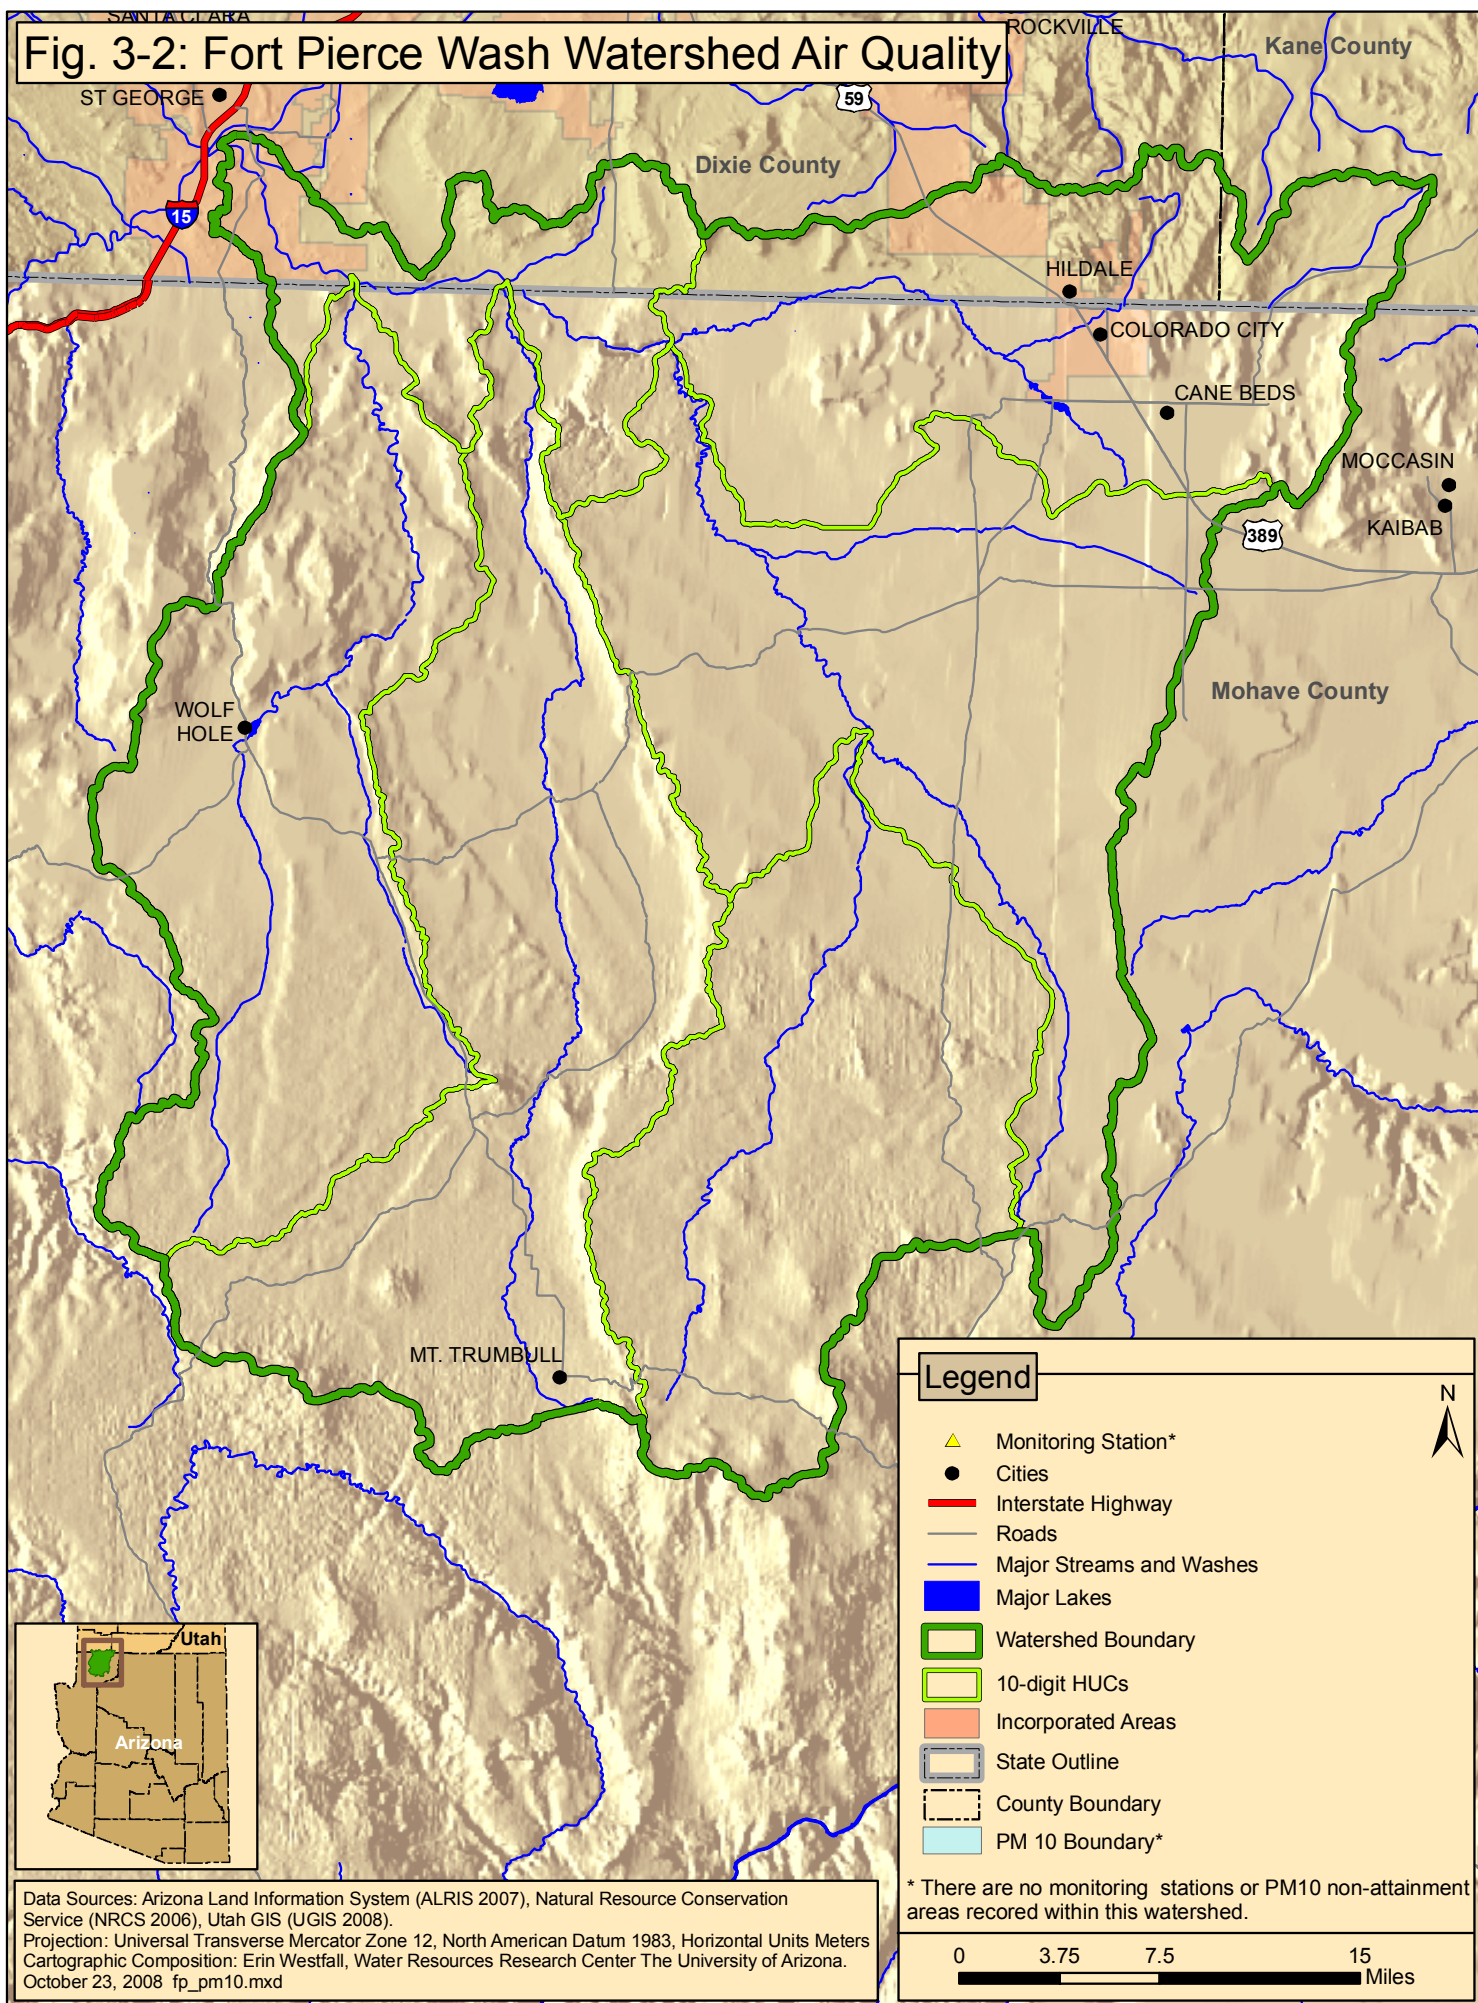 SANTA CLARA
ROCKVILLE
Kane County
Fig. 3-2: Fort Pierce Wash Watershed Air Quality
ST GEORGE
59
Dixie County
15
HILDALE
COLORADO CITY
CANE BEDS
MOCCASIN
KAIBAB
389
Mohave County
WOLF
HOLE
MT. TRUMBULL
Legend
N
Monitoring Station*
Cities
Interstate Highway
Roads
Major Streams and Washes
Major Lakes
Watershed Boundary
10-digit HUCs
Incorporated Areas
State Outline
County Boundary
PM 10 Boundary*
* There are no monitoring stations or PM10 non-attainment
areas recored within this watershed.
0 3.75 7.5 15
Miles
Utah
Arizona
Data Sources: Arizona Land Information System (ALRIS 2007), Natural Resource Conservation
Service (NRCS 2006), Utah GIS (UGIS 2008).
Projection: Universal Transverse Mercator Zone 12, North American Datum 1983, Horizontal Units Meters
Cartographic Composition: Erin Westfall, Water Resources Research Center The University of Arizona.
October 23, 2008 fp_pm10.mxd